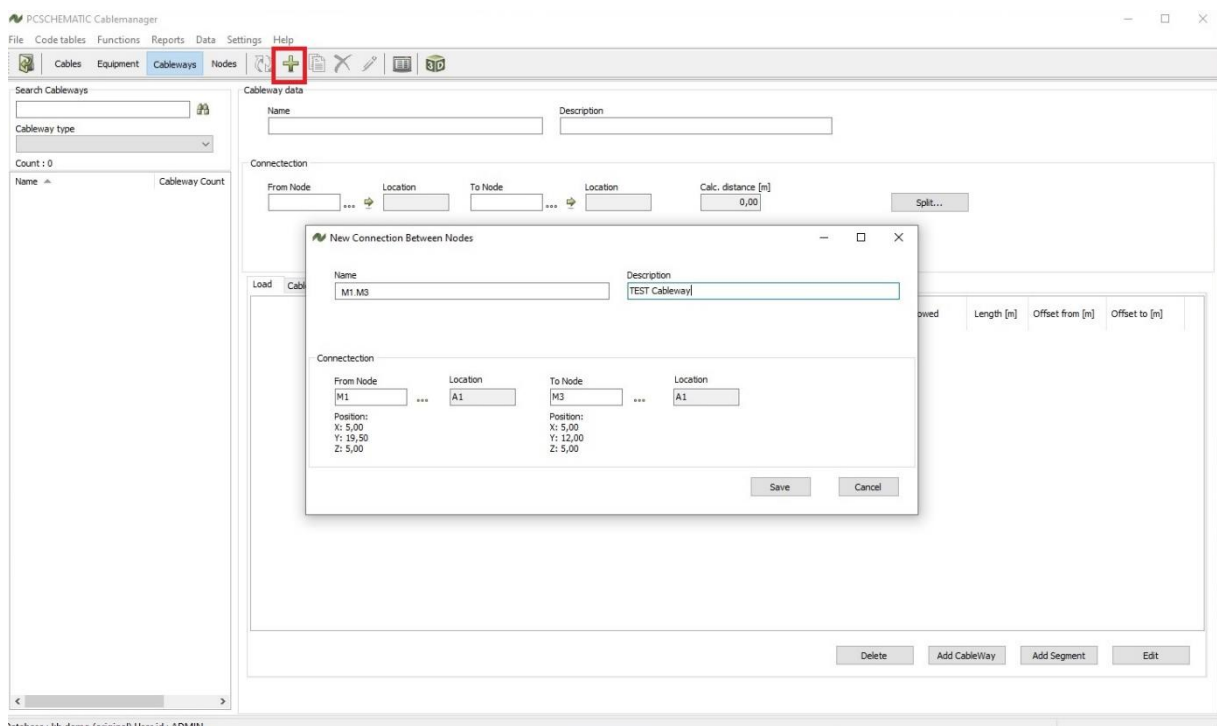 PCSCHEMATIC Cablemanager
File Code tables Functions Reports Data Settings Help
Cables Equipment Cableways Nodes
Search Cableways
Cableway type
Count : 0
Name Cableway Count
Cableway data
Name Description
Connectection
From Node Location To Node Location Calc. distance [m]
... ... 0,00 Split...
New Connection Between Nodes
Name Description
M1.M3 TEST Cableway
Load Cabl
owed Length [m] Offset from [m] Offset to [m]
Connectection
From Node Location To Node Location
M1 ... A1 M3 ... A1
Position: Position:
X: 5,00 X: 5,00
Y: 19,50 Y: 12,00
Z: 5,00 Z: 5,00
Save Cancel
Delete Add CableWay Add Segment Edit
ADMIN